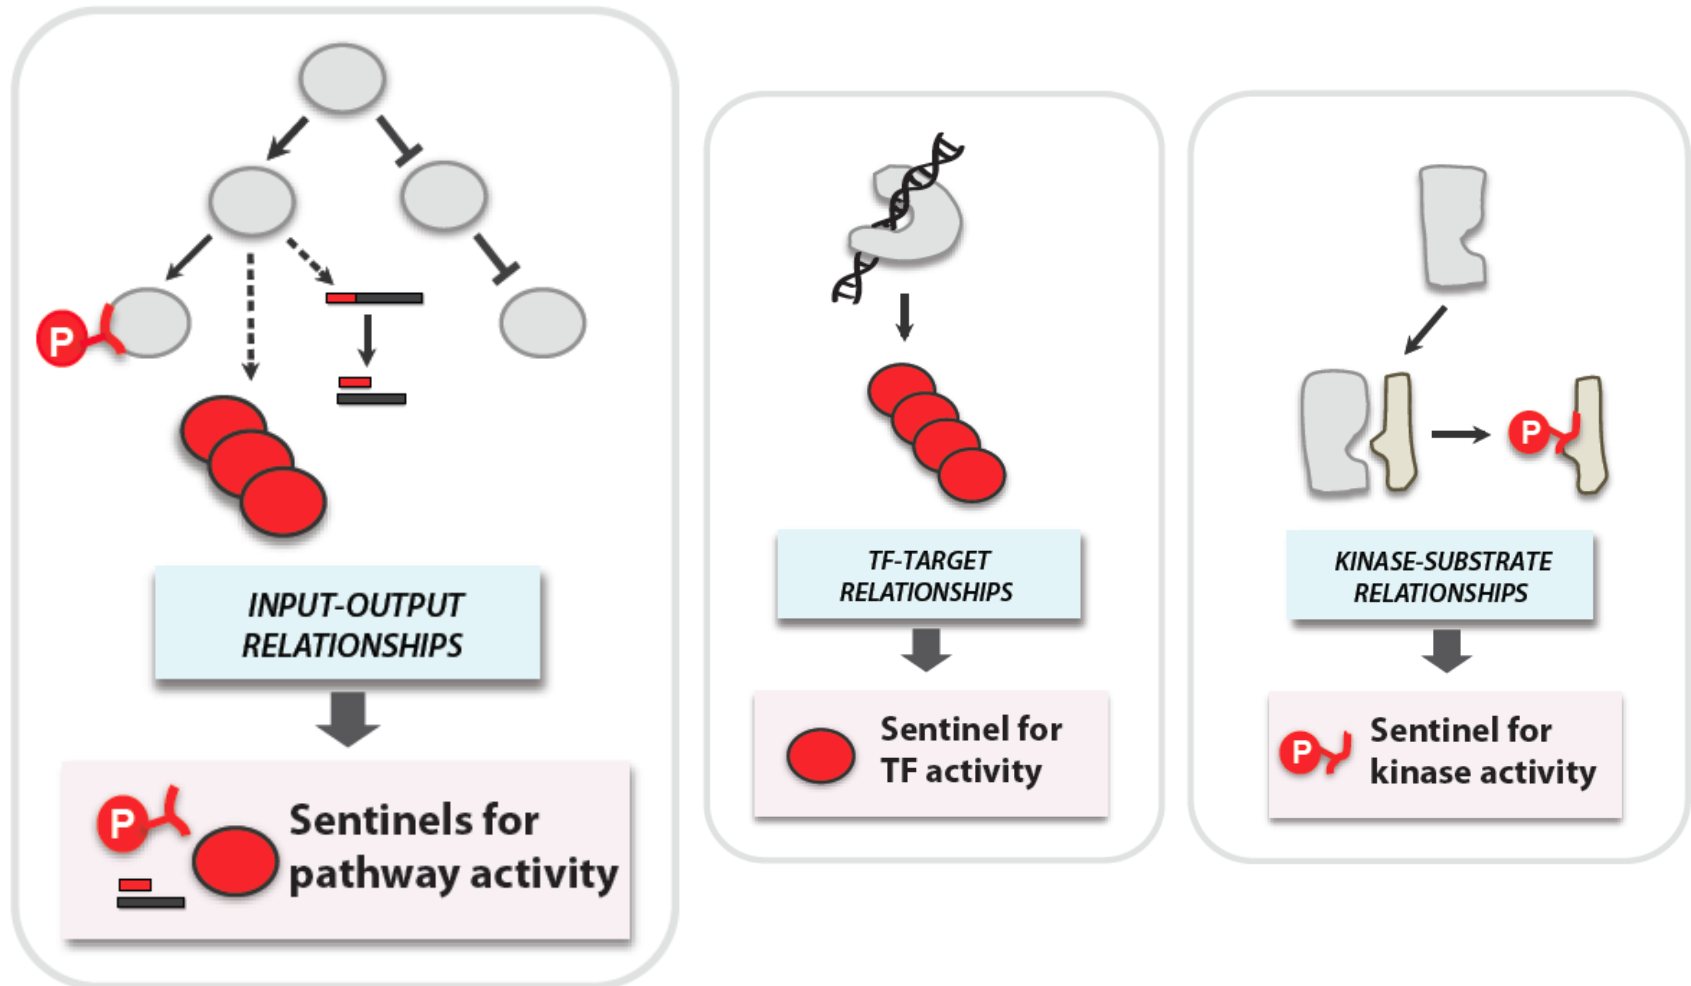 P
INPUT-OUTPUT
RELATIONSHIPS
P
Sentinels for
pathway activity
TF-TARGET
RELATIONSHIPS
Sentinel for
TF activity
P
KINASE-SUBSTRATE
RELATIONSHIPS
P
Sentinel for
kinase activity